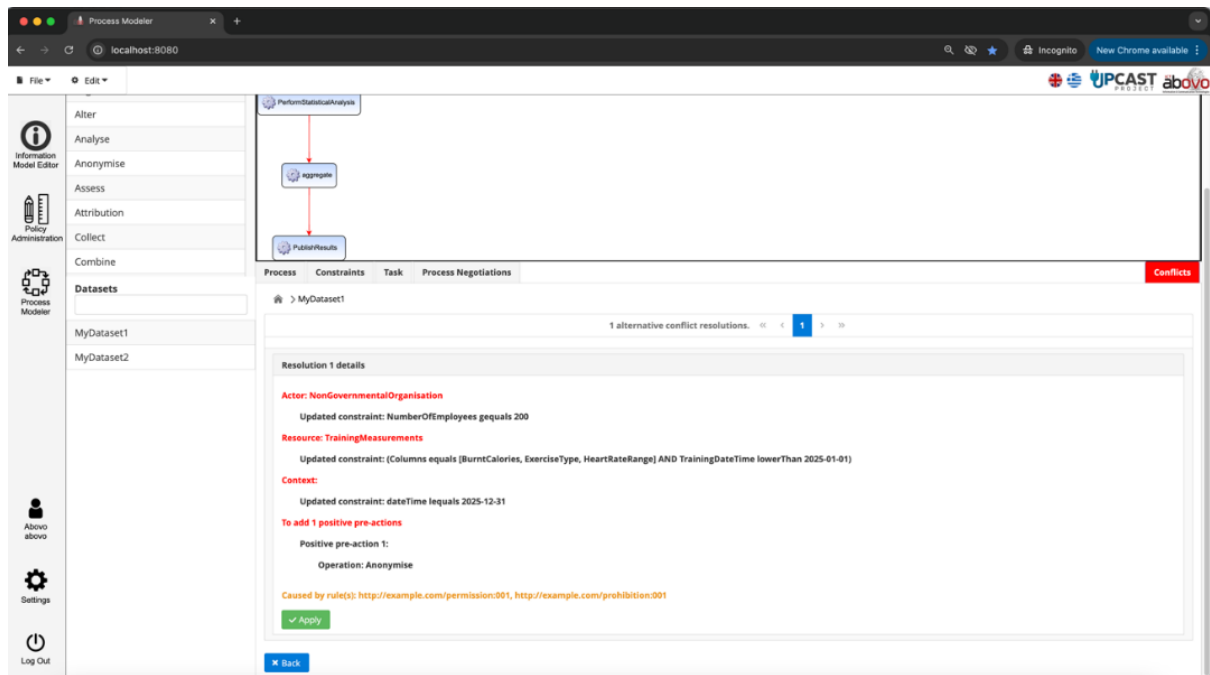 Process Modeler
localhost:8080
Incognito
New Chrome available
File
Edit
UPCAST
PROJECT
abovo
Information
Model Editor
Policy
Administration
Process
Modeler
Abovo
abovo
Settings
Log Out
Alter
Analyse
Anonymise
Assess
Attribution
Collect
Combine
Datasets
MyDataset1
MyDataset2
PerformStatisticalAnalysis
aggregate
PublishResults
Process Constraints Task Process Negotiations Conflicts
> MyDataset1
1 alternative conflict resolutions. « ‹ 1 › »
Resolution 1 details
Actor: NonGovernmentalOrganisation
Updated constraint: NumberOfEmployees gequals 200
Resource: TrainingMeasurements
Updated constraint: (Columns equals [BurntCalories, ExerciseType, HeartRateRange] AND TrainingDateTime lowerThan 2025-01-01)
Context:
Updated constraint: dateTime lequals 2025-12-31
To add 1 positive pre-actions
Positive pre-action 1:
Operation: Anonymise
Caused by rule(s): http://example.com/permission:001, http://example.com/prohibition:001
Apply
Back